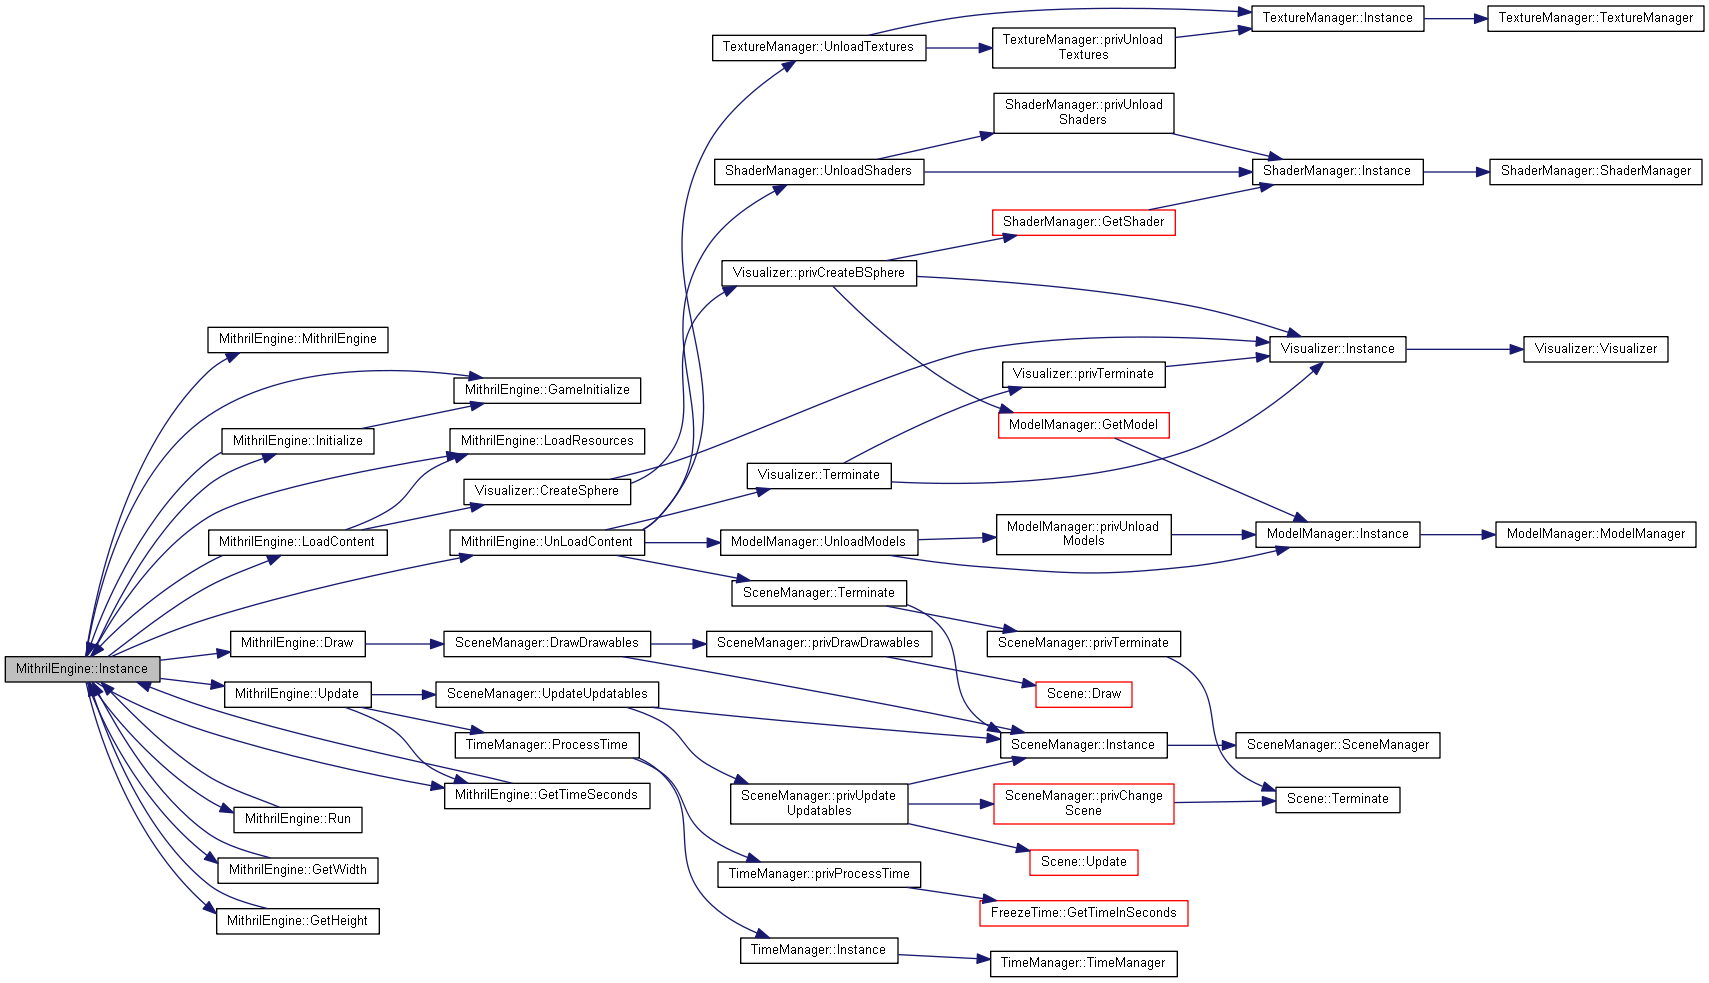 TextureManager::Instance
TextureManager::TextureManager
TextureManager::UnloadTextures
TextureManager::privUnload
Textures
ShaderManager::privUnload
Shaders
ShaderManager::UnloadShaders
ShaderManager::Instance
ShaderManager::ShaderManager
ShaderManager::GetShader
Visualizer::privCreateBSphere
MithrilEngine::MithrilEngine
Visualizer::Instance
Visualizer::Visualizer
Visualizer::privTerminate
MithrilEngine::GameInitialize
ModelManager::GetModel
MithrilEngine::Initialize
MithrilEngine::LoadResources
Visualizer::Terminate
Visualizer::CreateSphere
MithrilEngine::LoadContent
MithrilEngine::UnLoadContent
ModelManager::UnloadModels
ModelManager::privUnload
Models
ModelManager::Instance
ModelManager::ModelManager
SceneManager::Terminate
MithrilEngine::Draw
SceneManager::DrawDrawables
SceneManager::privDrawDrawables
SceneManager::privTerminate
MithrilEngine::Instance
MithrilEngine::Update
SceneManager::UpdateUpdatables
Scene::Draw
TimeManager::ProcessTime
SceneManager::Instance
SceneManager::SceneManager
MithrilEngine::GetTimeSeconds
SceneManager::privUpdate
Updatables
SceneManager::privChange
Scene
Scene::Terminate
MithrilEngine::Run
Scene::Update
MithrilEngine::GetWidth
TimeManager::privProcessTime
FreezeTime::GetTimeInSeconds
MithrilEngine::GetHeight
TimeManager::Instance
TimeManager::TimeManager